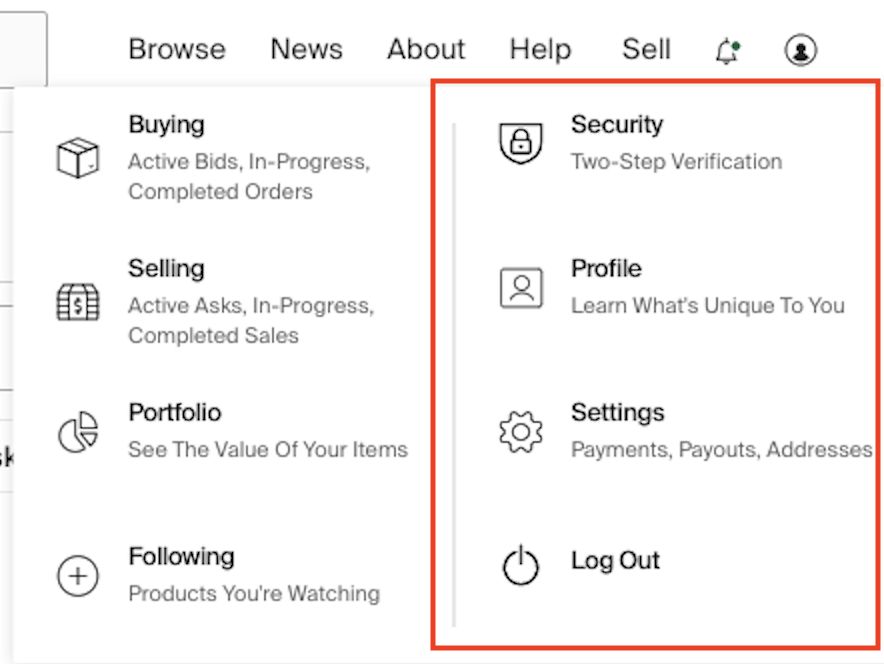 Browse News About Help Sell
Buying
Active Bids, In-Progress,
Completed Orders
Selling
Active Asks, In-Progress,
Completed Sales
Portfolio
See The Value Of Your Items
Following
Products You're Watching
Security
Two-Step Verification
Profile
Learn What's Unique To You
Settings
Payments, Payouts, Addresses
Log Out